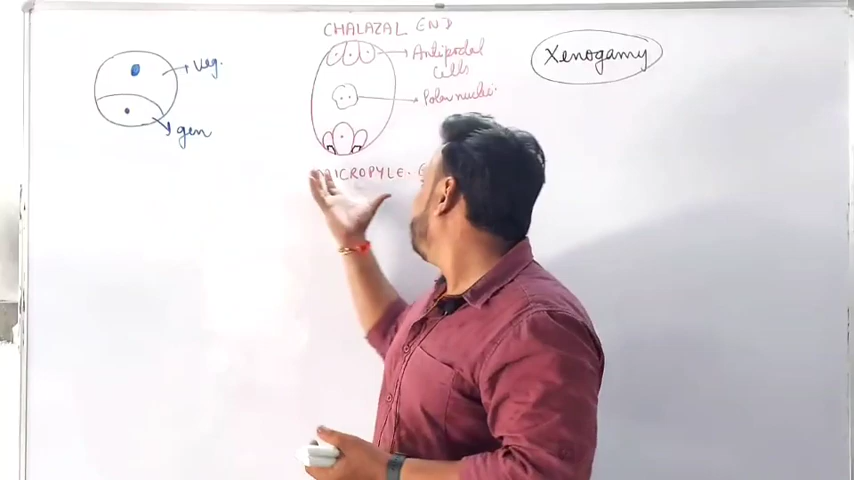 CHALAZAL END
Antipodal
cells
Xenogamy
veg.
Polar nuclei
gen
MICROPYLE.